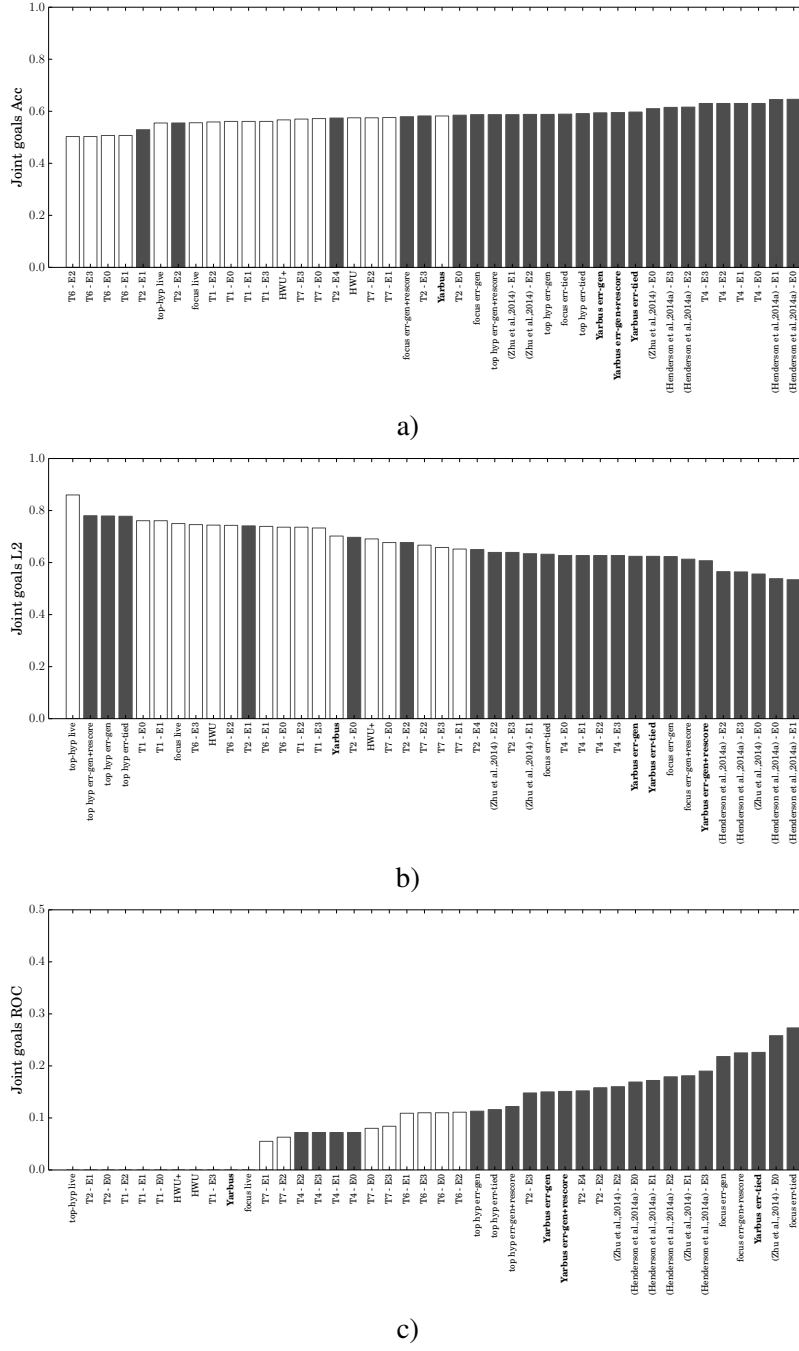 1.0
0.8
0.6
0.4
0.2
0.0
Joint goals Acc
T6 - E2
T6 - E3
T6 - E0
T6 - E1
T2 - E1
top-hyp live
T2 - E2
focus live
T1 - E2
T1 - E0
T1 - E1
T1 - E3
HWU+
T7 - E3
T7 - E0
T2 - E4
HWU
T7 - E2
T7 - E1
focus err-gen+rescore
T2 - E3
Yarbus
T2 - E0
focus err-gen
top hyp err-gen+rescore
(Zhu et al.,2014) - E1
(Zhu et al.,2014) - E2
top hyp err-gen
focus err-tied
top hyp err-tied
Yarbus err-gen
Yarbus err-gen+rescore
Yarbus err-tied
(Zhu et al.,2014) - E0
(Henderson et al.,2014a) - E3
(Henderson et al.,2014a) - E2
T4 - E3
T4 - E2
T4 - E1
T4 - E0
(Henderson et al.,2014a) - E1
(Henderson et al.,2014a) - E0
a)
1.0
0.8
0.6
0.4
0.2
0.0
Joint goals L2
top-hyp live
top hyp err-gen+rescore
top hyp err-gen
top hyp err-tied
T1 - E0
T1 - E1
focus live
T6 - E3
HWU
T6 - E2
T2 - E1
T6 - E1
T6 - E0
T1 - E2
T1 - E3
Yarbus
T2 - E0
HWU+
T7 - E0
T2 - E2
T7 - E2
T7 - E3
T7 - E1
T2 - E4
(Zhu et al.,2014) - E2
T2 - E3
(Zhu et al.,2014) - E1
focus err-tied
T4 - E0
T4 - E1
T4 - E2
T4 - E3
Yarbus err-gen
Yarbus err-tied
focus err-gen
focus err-gen+rescore
Yarbus err-gen+rescore
(Henderson et al.,2014a) - E2
(Henderson et al.,2014a) - E3
(Zhu et al.,2014) - E0
(Henderson et al.,2014a) - E0
(Henderson et al.,2014a) - E1
b)
0.5
0.4
0.3
0.2
0.1
0.0
Joint goals ROC
top-hyp live
T2 - E1
T2 - E0
T1 - E2
T1 - E1
T1 - E0
HWU+
HWU
T1 - E3
Yarbus
focus live
T7 - E1
T7 - E2
T4 - E2
T4 - E3
T4 - E1
T4 - E0
T7 - E0
T7 - E3
T6 - E1
T6 - E3
T6 - E0
T6 - E2
top hyp err-gen
top hyp err-tied
top hyp err-gen+rescore
T2 - E3
Yarbus err-gen
Yarbus err-gen+rescore
T2 - E4
T2 - E2
(Zhu et al.,2014) - E2
(Henderson et al.,2014a) - E0
(Henderson et al.,2014a) - E1
(Henderson et al.,2014a) - E2
(Zhu et al.,2014) - E1
(Henderson et al.,2014a) - E3
focus err-gen
focus err-gen+rescore
Yarbus err-tied
(Zhu et al.,2014) - E0
focus err-tied
c)